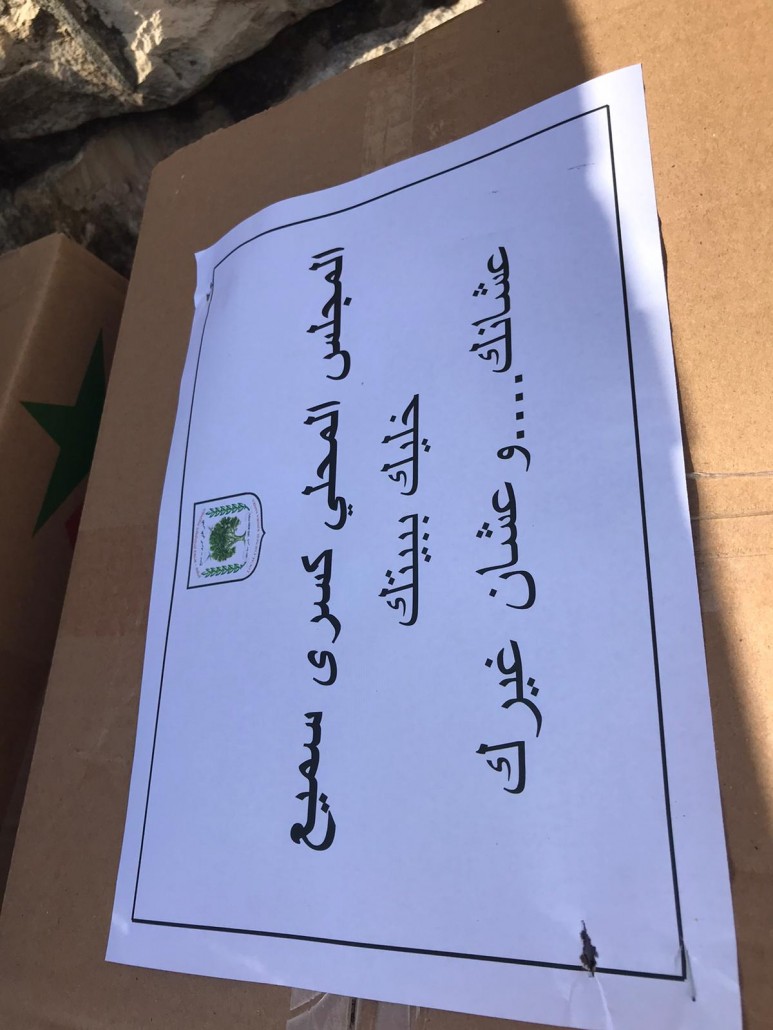 المجلس المحلي كسرى سميع
خليك ببيتك
عشانك....و عشان غيرك